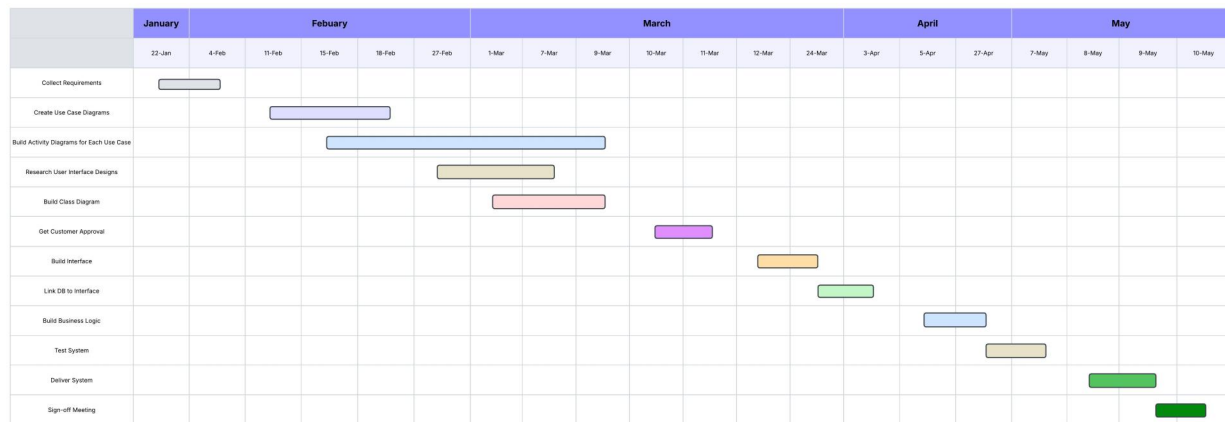 January Febuary March April May
22-Jan 4-Feb 11-Feb 15-Feb 18-Feb 27-Feb 1-Mar 7-Mar 9-Mar 10-Mar 11-Mar 12-Mar 24-Mar 3-Apr 5-Apr 27-Apr 7-May 8-May 9-May 10-May
Collect Requirements
Create Use Case Diagrams
Build Activity Diagrams for Each Use Case
Research User Interface Designs
Build Class Diagram
Get Customer Approval
Build Interface
Link DB to Interface
Build Business Logic
Test System
Deliver System
Sign-off Meeting